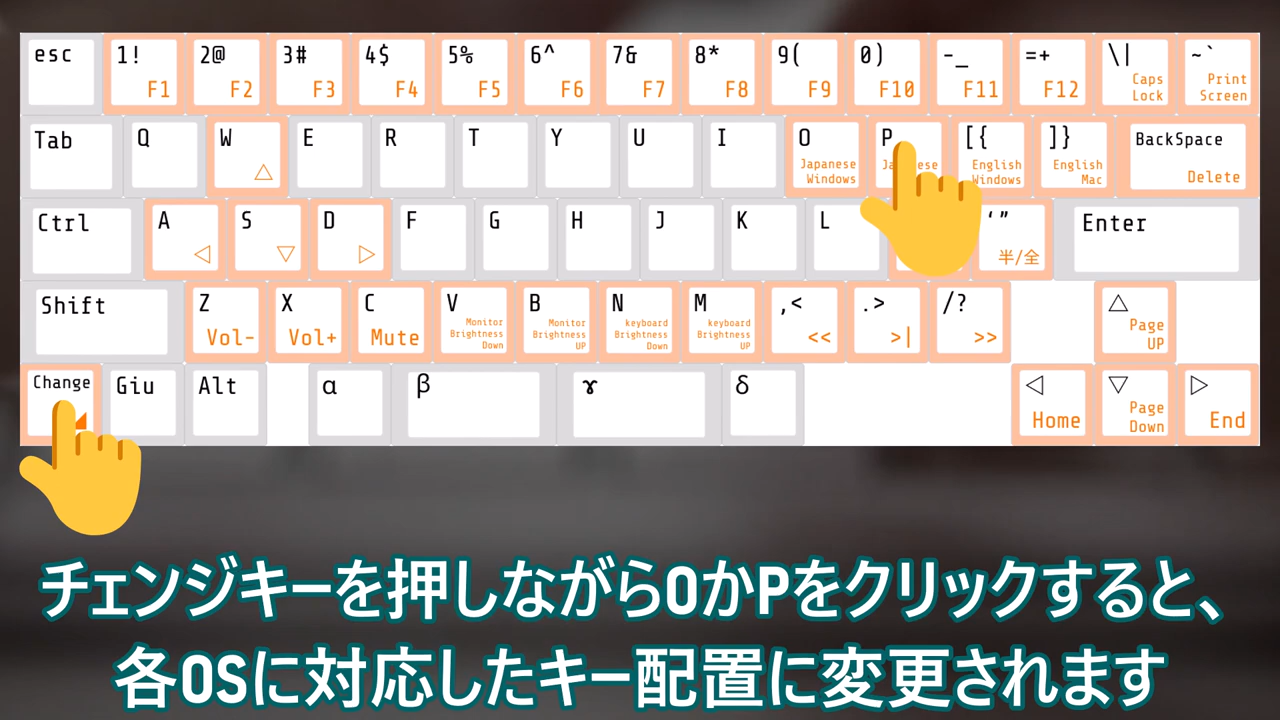 esc 1! 2@ 3# 4$ 5% 6^ 7& 8* 9( 0) -_ =+ \| ~`
F1 F2 F3 F4 F5 F6 F7 F8 F9 F10 F11 F12 Caps Lock Print Screen
Tab Q W E R T Y U I O P [{ ]} BackSpace
△ Japanese Windows English Windows English Mac Delete
Ctrl A S D F G H J K L ‘” Enter
◁ ▽ ▷ 半/全
Shift Z X C V B N M ,< .> /? △
Vol- Vol+ Mute Monitor Brightness Down Monitor Brightness UP keyboard Brightness Down keyboard Brightness UP << >| >> Page UP
Change Giu Alt α β ɤ δ ◁ ▽ ▷
Home Page Down End
チェンジキーを押しながらOかPをクリックすると、
各OSに対応したキー配置に変更されます